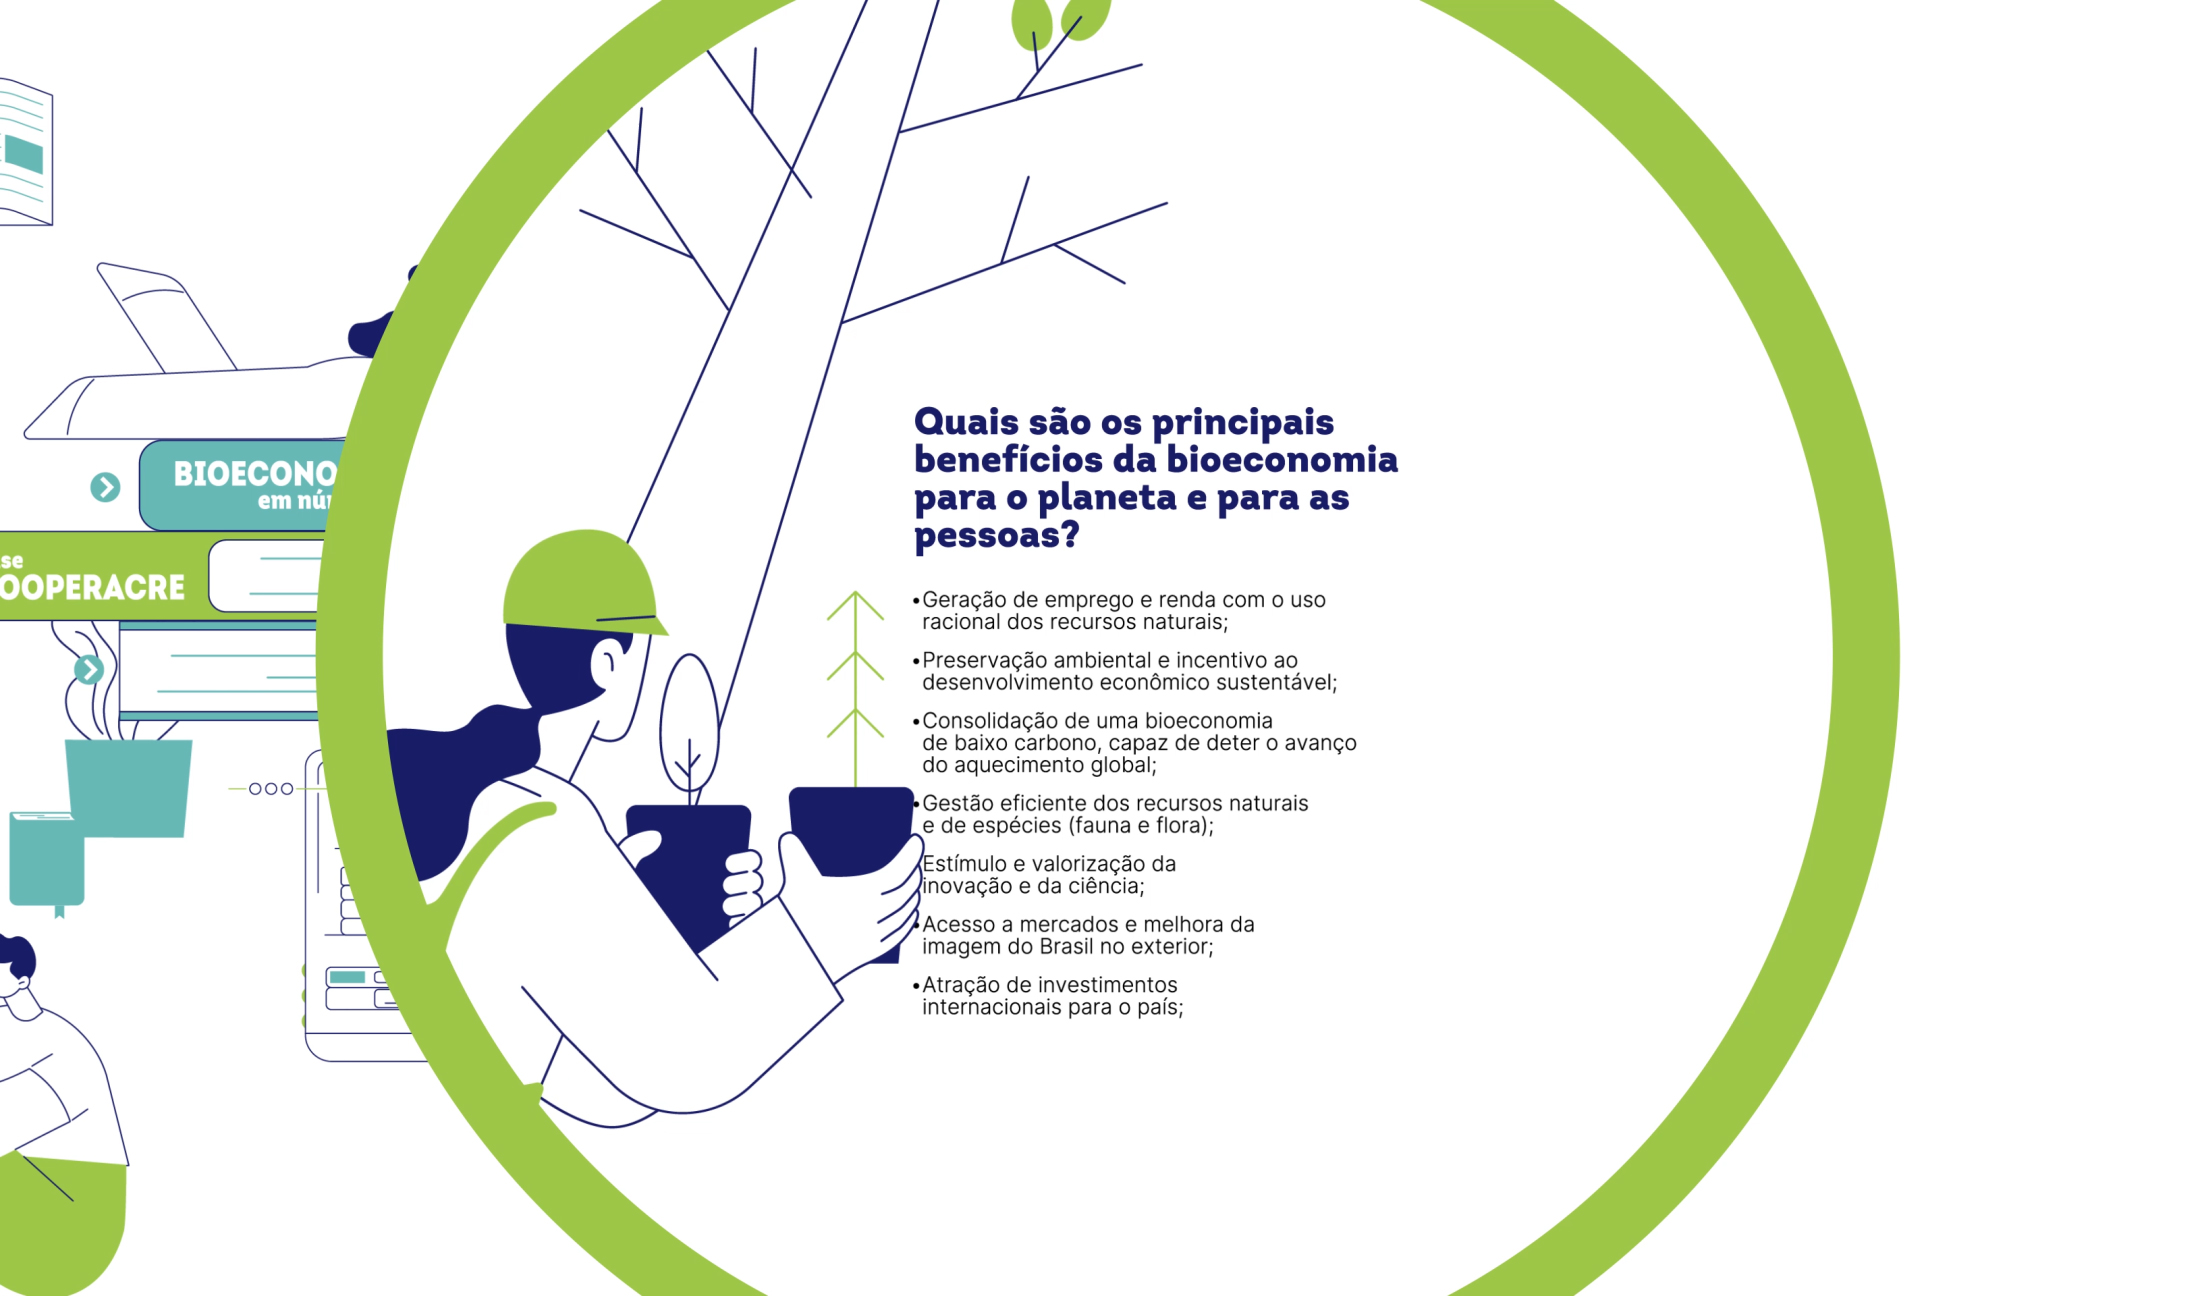 BIOECONO
em nú
se
OOPERACRE
Quais são os principais
benefícios da bioeconomia
para o planeta e para as
pessoas?
•Geração de emprego e renda com o uso
racional dos recursos naturais;
•Preservação ambiental e incentivo ao
desenvolvimento econômico sustentável;
•Consolidação de uma bioeconomia
de baixo carbono, capaz de deter o avanço
do aquecimento global;
•Gestão eficiente dos recursos naturais
e de espécies (fauna e flora);
Estímulo e valorização da
inovação e da ciência;
•Acesso a mercados e melhora da
imagem do Brasil no exterior;
•Atração de investimentos
internacionais para o país;